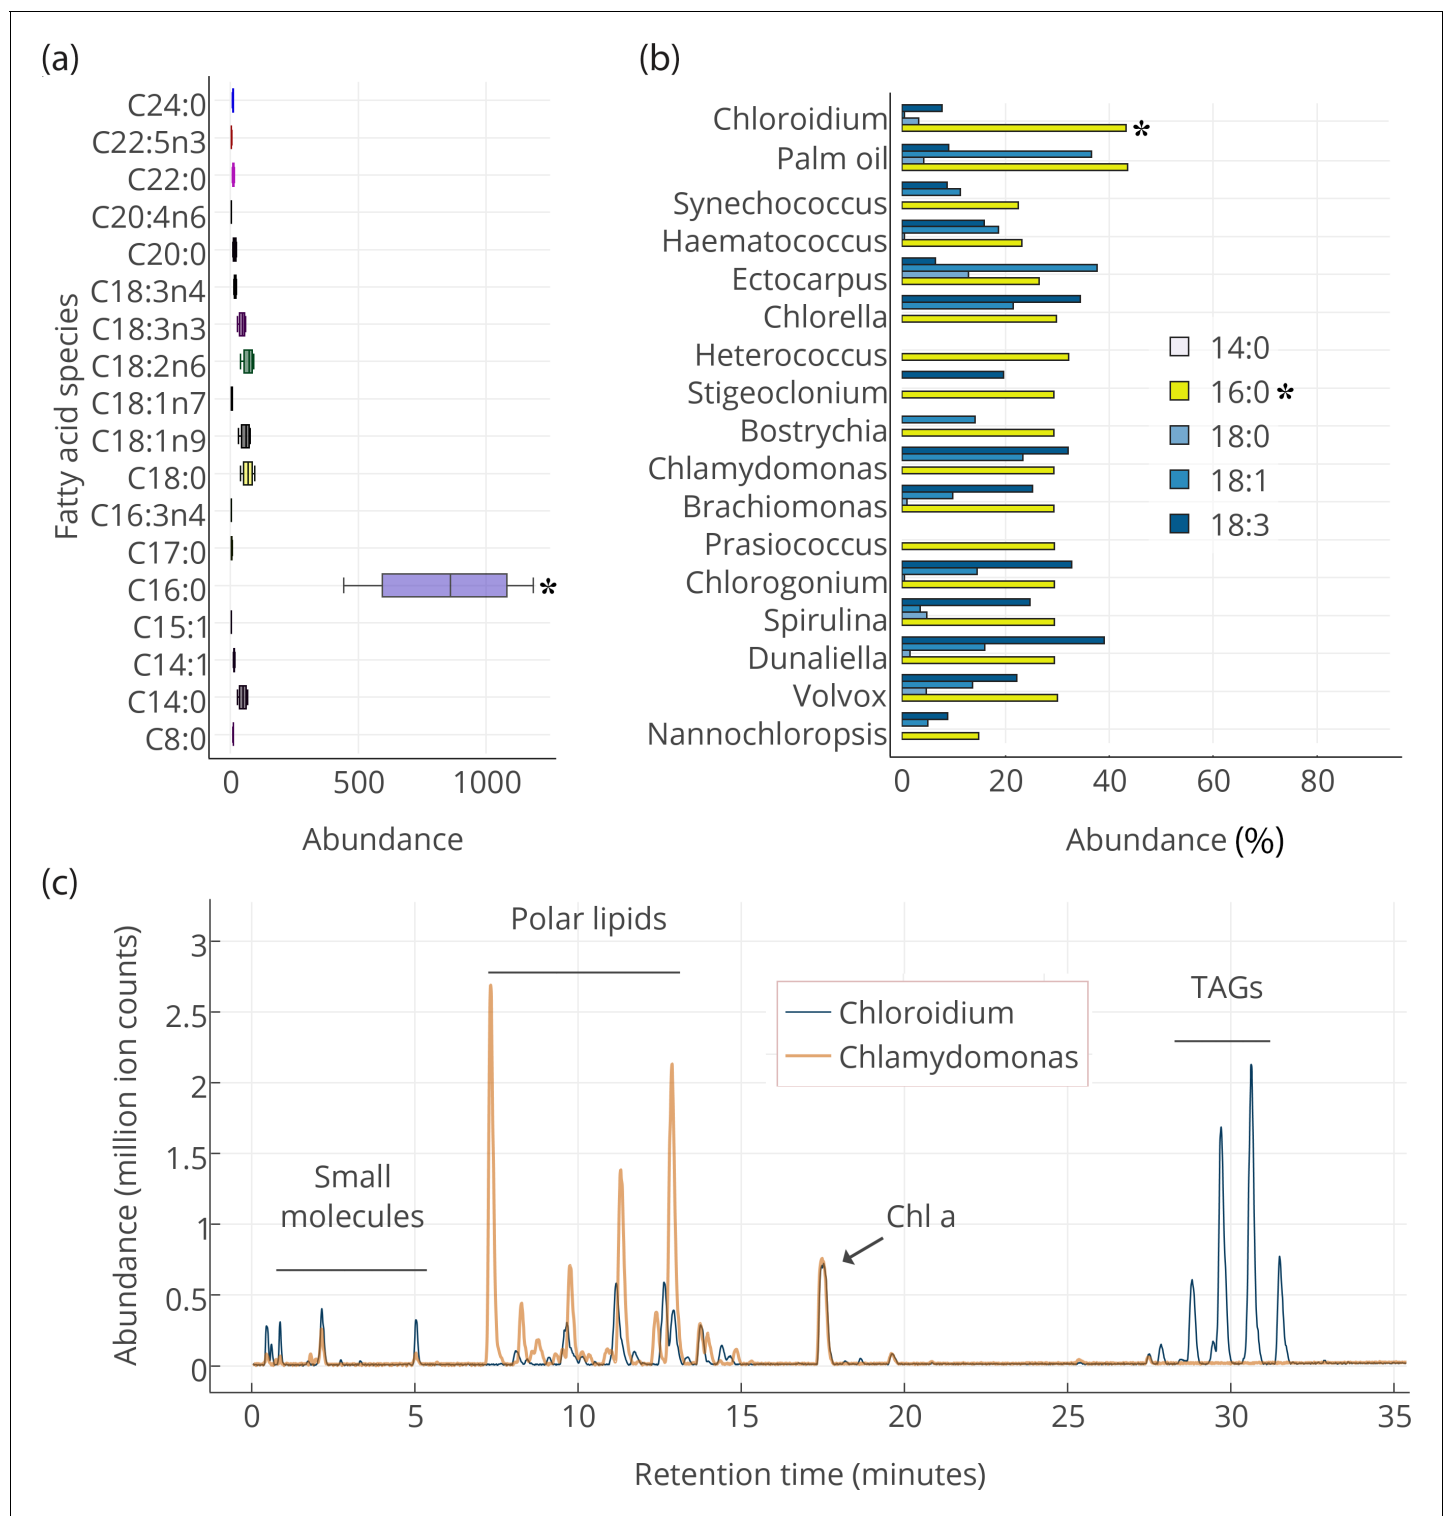 (a)
C24:0
C22:5n3
C22:0
C20:4n6
C20:0
C18:3n4
C18:3n3
C18:2n6
C18:1n7
C18:1n9
C18:0
C16:3n4
C17:0
C16:0
*
C15:1
C14:1
C14:0
C8:0
Fatty acid species
0 500 1000
Abundance
(b)
Chloroidium
*
Palm oil
Synechococcus
Haematococcus
Ectocarpus
Chlorella
Heterococcus
Stigeoclonium
Bostrychia
Chlamydomonas
Brachiomonas
Prasiococcus
Chlorogonium
Spirulina
Dunaliella
Volvox
Nannochloropsis
14:0
16:0 *
18:0
18:1
18:3
0 20 40 60 80
Abundance (%)
(c)
Abundance (million ion counts)
3
2.5
2
1.5
1
0.5
0
Polar lipids
Chloroidium
Chlamydomonas
TAGs
Small
molecules
Chl a
0 5 10 15 20 25 30 35
Retention time (minutes)